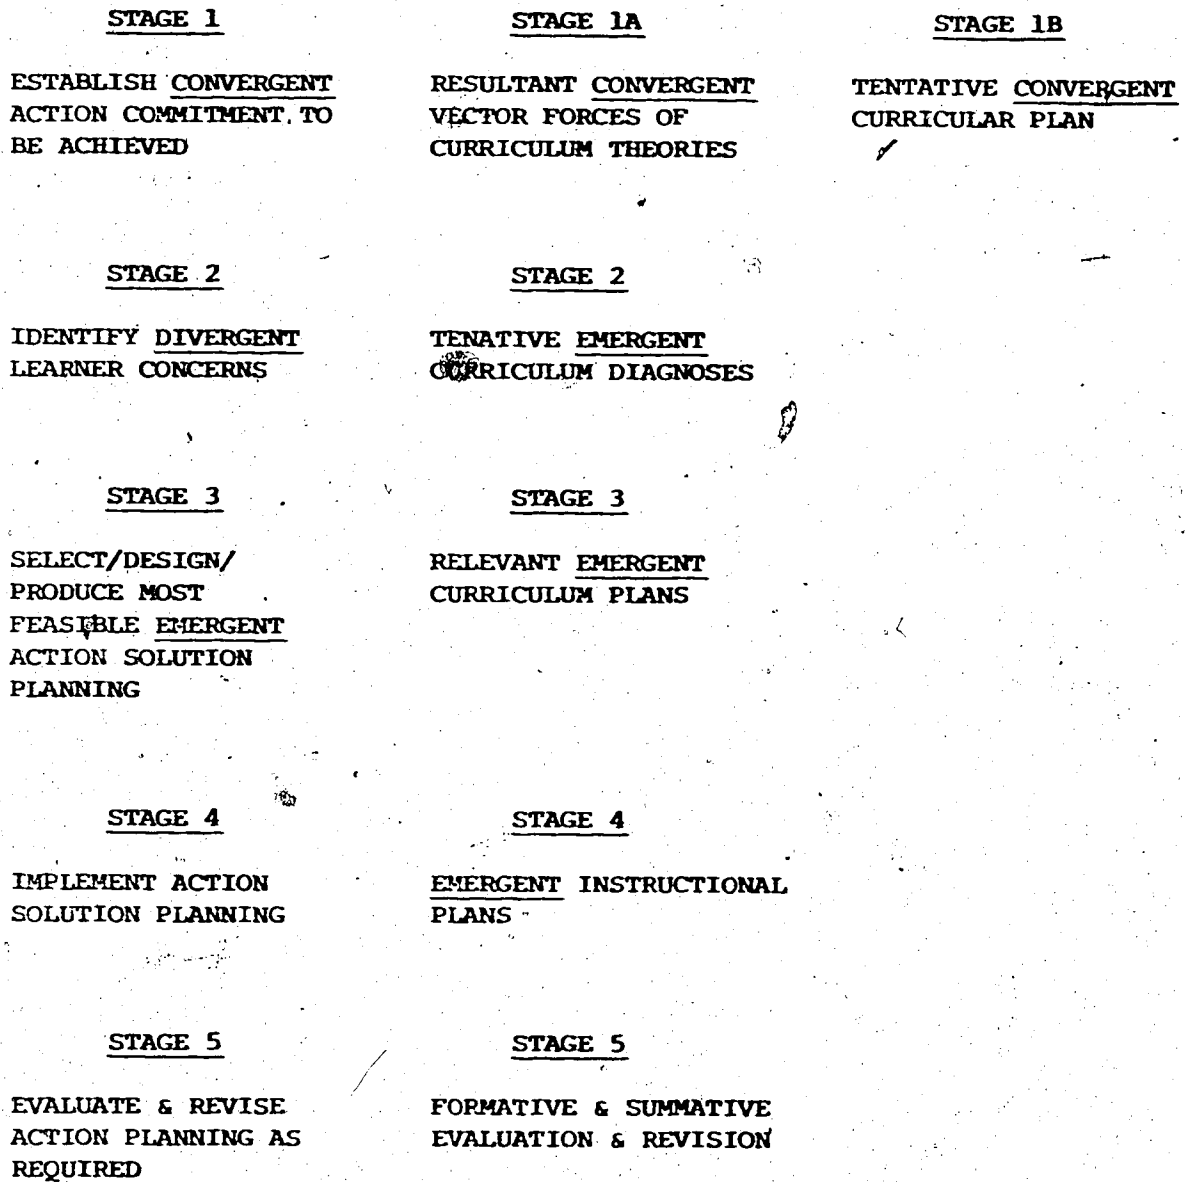 STAGE 1
ESTABLISH CONVERGENT
ACTION COMMITMENT TO
BE ACHIEVED
STAGE 1A
RESULTANT CONVERGENT
VECTOR FORCES OF
CURRICULUM THEORIES
STAGE 1B
TENTATIVE CONVERGENT
CURRICULAR PLAN
STAGE 2
IDENTIFY DIVERGENT
LEARNER CONCERNS
STAGE 2
TENATIVE EMERGENT
CURRICULUM DIAGNOSES
STAGE 3
SELECT/DESIGN/
PRODUCE MOST
FEASIBLE EMERGENT
ACTION SOLUTION
PLANNING
STAGE 3
RELEVANT EMERGENT
CURRICULUM PLANS
STAGE 4
IMPLEMENT ACTION
SOLUTION PLANNING
STAGE 4
EMERGENT INSTRUCTIONAL
PLANS
STAGE 5
EVALUATE & REVISE
ACTION PLANNING AS
REQUIRED
STAGE 5
FORMATIVE & SUMMATIVE
EVALUATION & REVISION